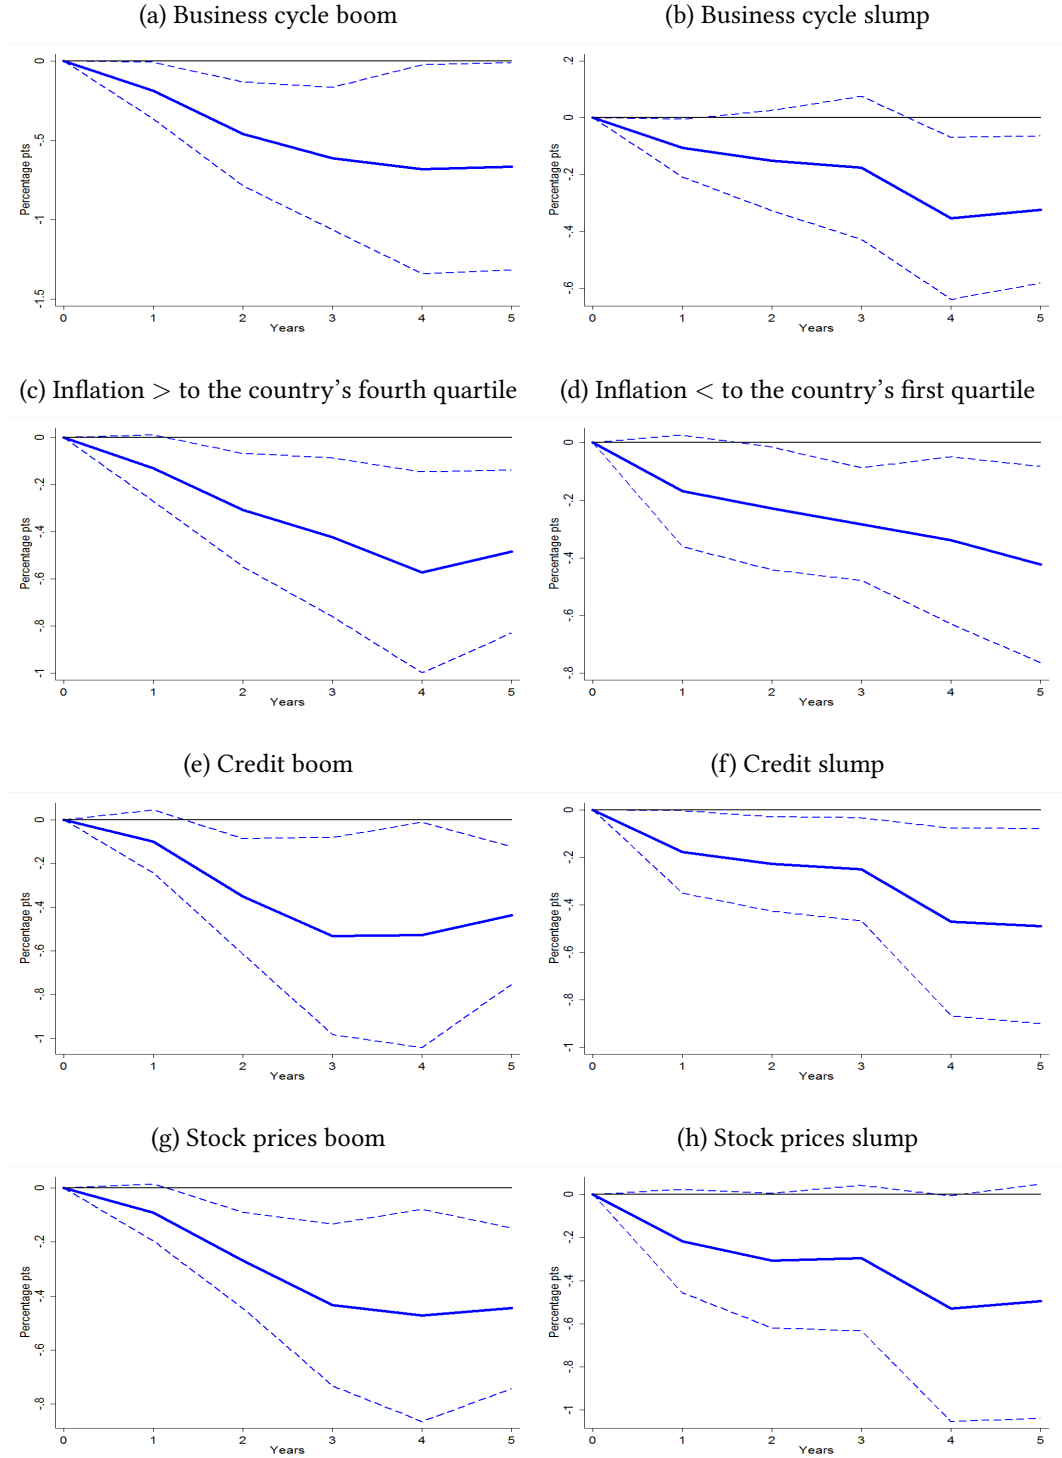 (a) Business cycle boom
(b) Business cycle slump
Percentage pts
0
-.5
-1
-1.5
0 1 2 3 4 5
Years
Percentage pts
.2
0
-.2
-.4
-.6
0 1 2 3 4 5
Years
(c) Inflation > to the country's fourth quartile
(d) Inflation < to the country's first quartile
Percentage pts
0
-.2
-.4
-.6
-.8
-1
0 1 2 3 4 5
Years
Percentage pts
0
-.2
-.4
-.6
-.8
0 1 2 3 4 5
Years
(e) Credit boom
(f) Credit slump
Percentage pts
0
-.2
-.4
-.6
-.8
-1
0 1 2 3 4 5
Years
Percentage pts
0
-.2
-.4
-.6
-.8
-1
0 1 2 3 4 5
Years
(g) Stock prices boom
(h) Stock prices slump
Percentage pts
0
-.2
-.4
-.6
-.8
0 1 2 3 4 5
Years
Percentage pts
0
-.2
-.4
-.6
-.8
-1
0 1 2 3 4 5
Years